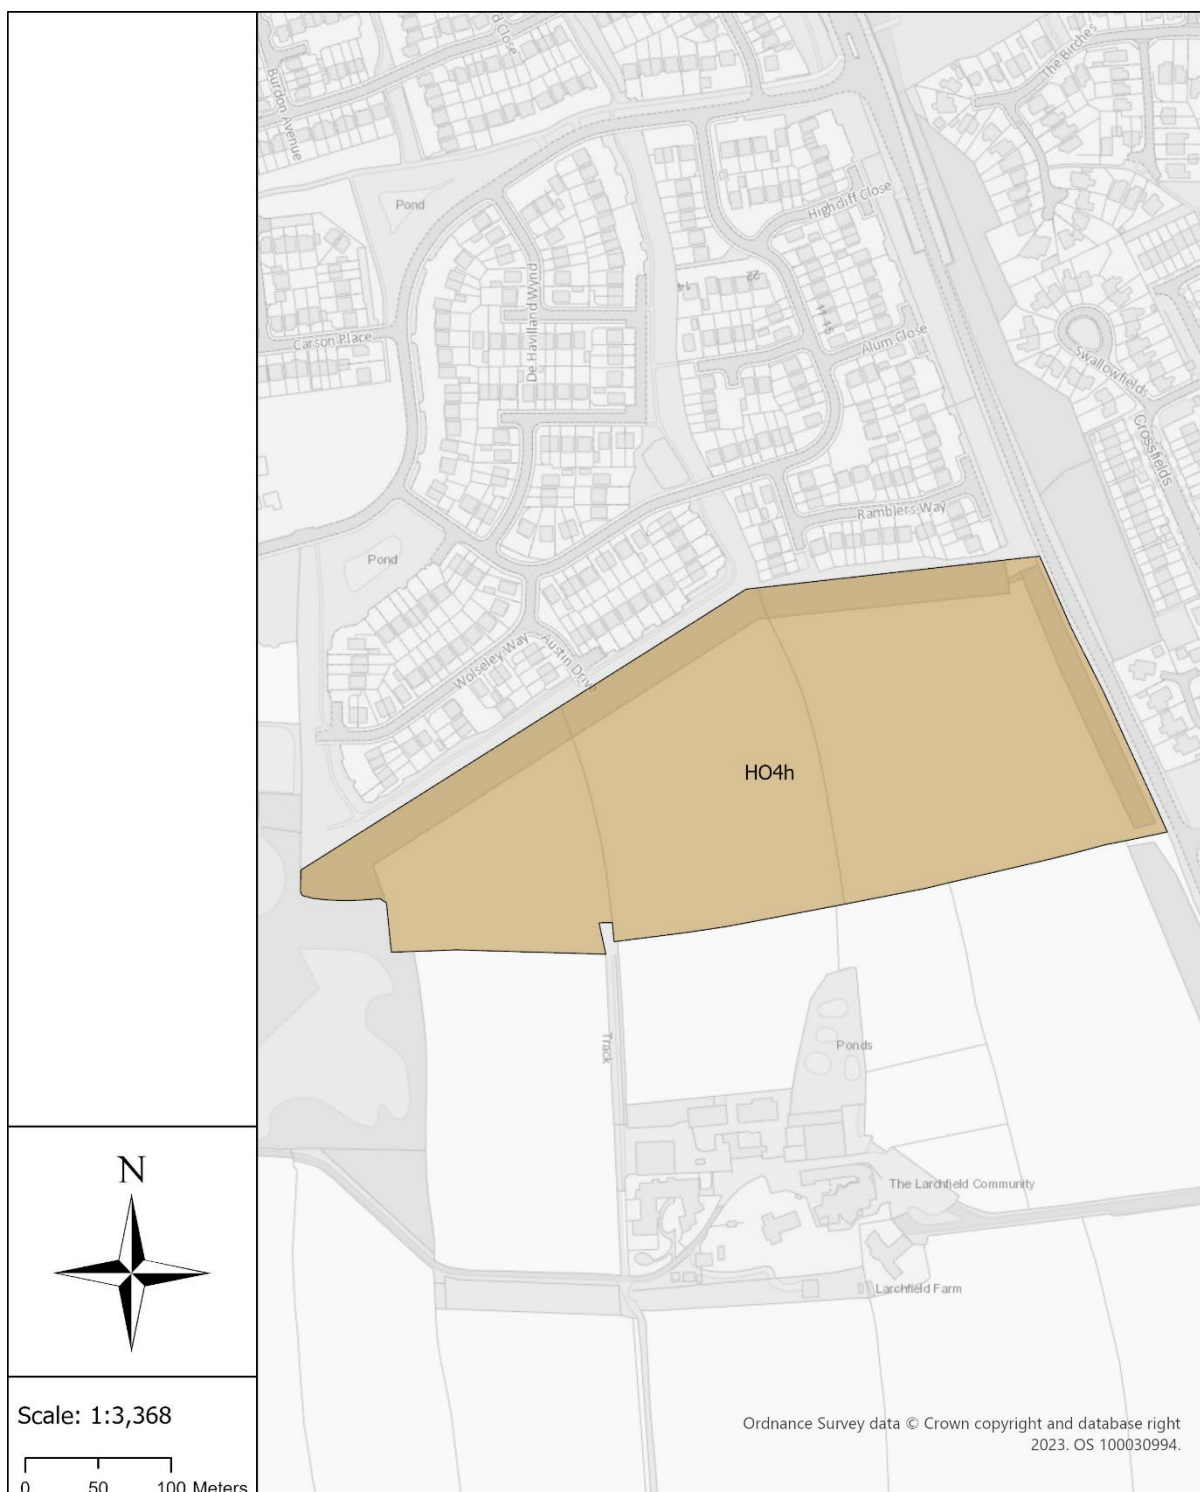 d Close
The Birches
Burdon
Avenue
Pond
Highcliff Close
De Havilland Wynd
22
14
11-15
Carson Place
Alum Close
Swallowfields
Crossfields
Ramblers Way
Pond
Wolseley Way
Austin Drive
HO4h
Track
Ponds
The Larchfield Community
Larchfield Farm
N
Scale: 1:3,368
0 50 100 Meters
Ordnance Survey data © Crown copyright and database right
2023. OS 100030994.